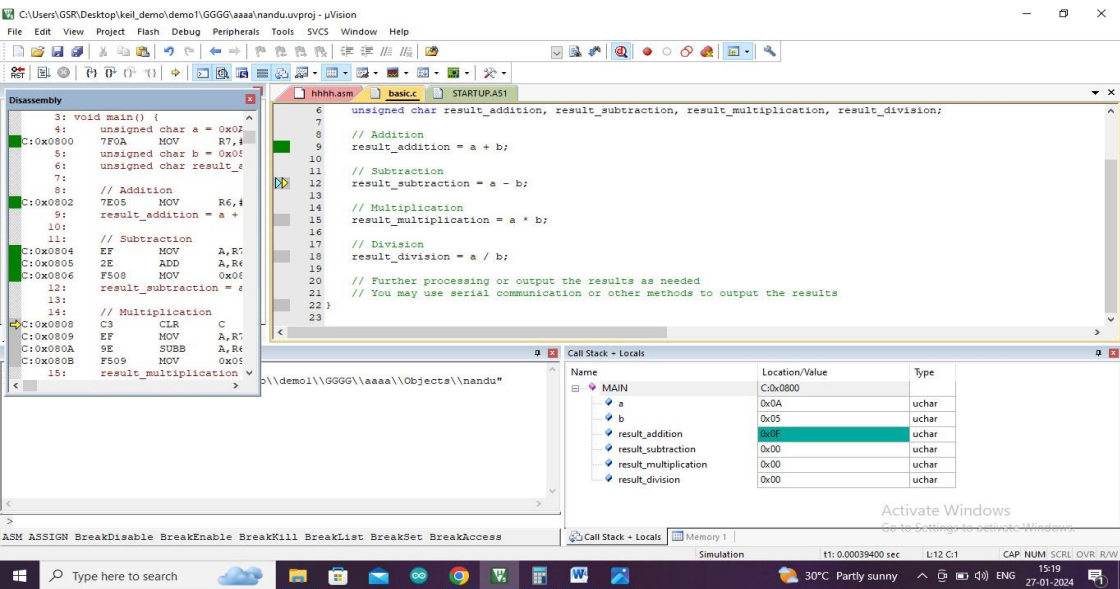 C:\Users\GSR\Desktop\keil_demo\demo1\GGGG\aaaa\nandu.uvproj - µVision
File Edit View Project Flash Debug Peripherals Tools SVCS Window Help
RST
Disassembly
3: void main() {
4: unsigned char a = 0x0A
C:0x0800 7F0A MOV R7,#
5: unsigned char b = 0x05
6: unsigned char result_a
7:
8: // Addition
C:0x0802 7E05 MOV R6,#
9: result_addition = a +
10:
11: // Subtraction
C:0x0804 EF MOV A,R7
C:0x0805 2E ADD A,R6
C:0x0806 F508 MOV 0x08
12: result_subtraction = a
13:
14: // Multiplication
C:0x0808 C3 CLR C
C:0x0809 EF MOV A,R7
C:0x080A 9E SUBB A,R6
C:0x080B F509 MOV 0x09
15: result_multiplication
hhhh.asm basic.c STARTUP.A51
6 unsigned char result_addition, result_subtraction, result_multiplication, result_division;
7
8 // Addition
9 result_addition = a + b;
10
11 // Subtraction
12 result_subtraction = a - b;
13
14 // Multiplication
15 result_multiplication = a * b;
16
17 // Division
18 result_division = a / b;
19
20 // Further processing or output the results as needed
21 // You may use serial communication or other methods to output the results
22 }
23
\\demo1\\GGGG\\aaaa\\Objects\\nandu"
>
ASM ASSIGN BreakDisable BreakEnable BreakKill BreakList BreakSet BreakAccess
Call Stack + Locals
Name Location/Value Type
MAIN C:0x0800
a 0x0A uchar
b 0x05 uchar
result_addition 0x0F uchar
result_subtraction 0x00 uchar
result_multiplication 0x00 uchar
result_division 0x00 uchar
Activate Windows
Go to Settings to activate Windows.
Call Stack + Locals Memory 1
Simulation t1: 0.00039400 sec L:12 C:1 CAP NUM SCRL OVR R/W
Type here to search
30°C Partly sunny ENG 15:19
27-01-2024